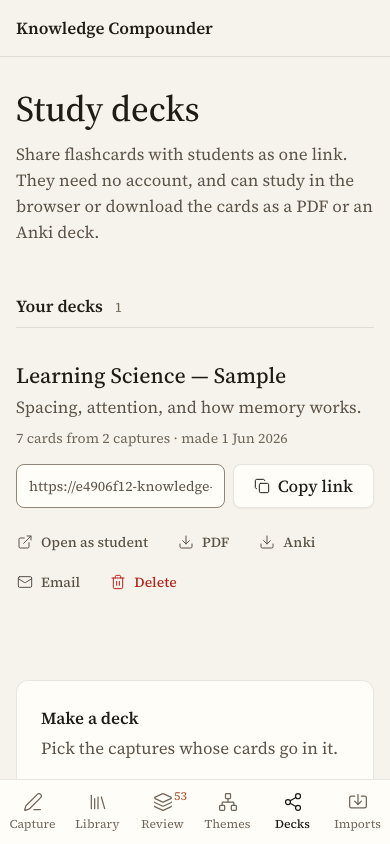 Knowledge Compounder
Study decks
Share flashcards with students as one link.
They need no account, and can study in the
browser or download the cards as a PDF or an
Anki deck.
Your decks 1
Learning Science — Sample
Spacing, attention, and how memory works.
7 cards from 2 captures · made 1 Jun 2026
https://e4906f12-knowledge-
Copy link
Open as student PDF Anki
Email Delete
Make a deck
Pick the captures whose cards go in it.
53
Capture Library Review Themes Decks Imports